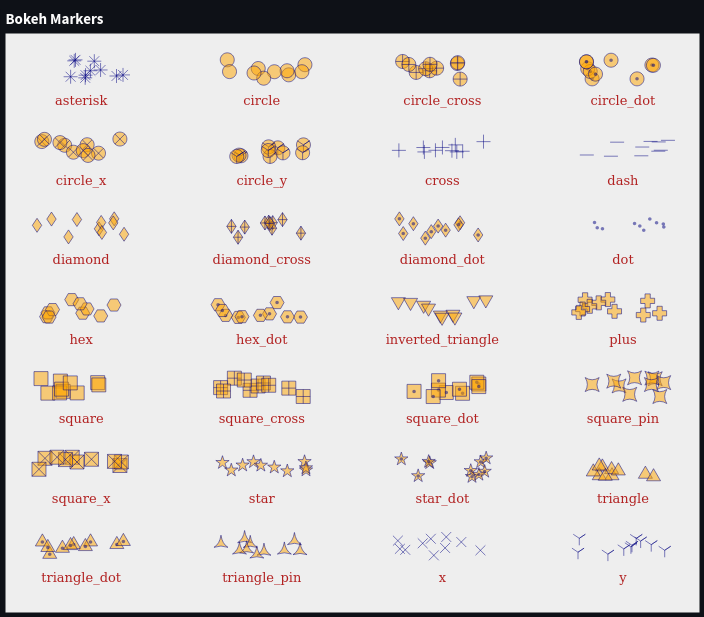 Bokeh Markers
asterisk circle circle_cross circle_dot
circle_x circle_y cross dash
diamond diamond_cross diamond_dot dot
hex hex_dot inverted_triangle plus
square square_cross square_dot square_pin
square_x star star_dot triangle
triangle_dot triangle_pin x y